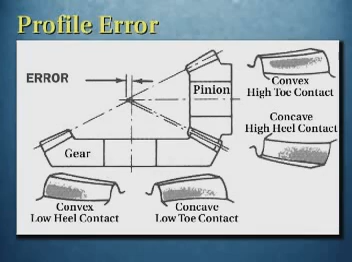 Profile Error
ERROR
Pinion
Convex
High Toe Contact
Concave
High Heel Contact
Gear
Convex
Low Heel Contact
Concave
Low Toe Contact